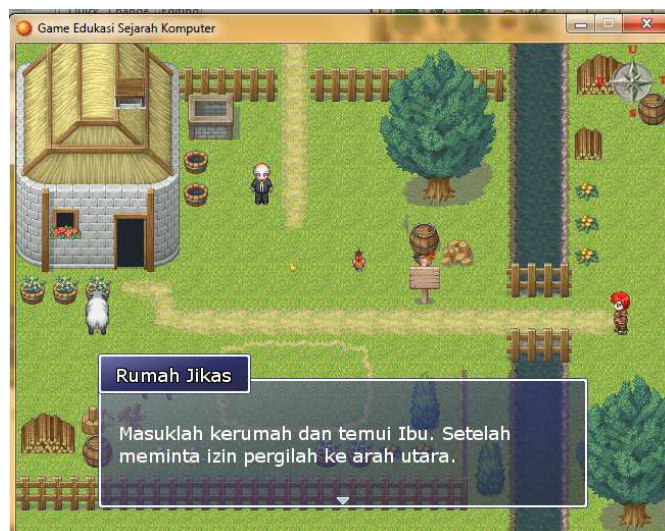 Game Edukasi Sejarah Komputer
U
S
Rumah Jikas
Masuklah kerumah dan temui Ibu. Setelah
meminta izin pergilah ke arah utara.